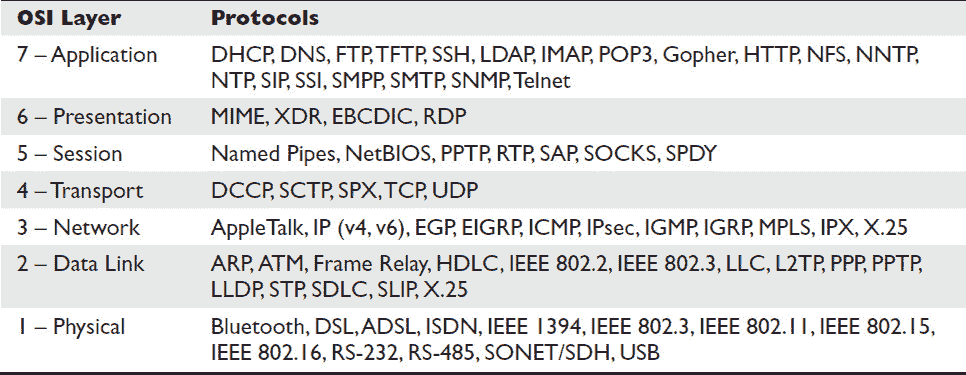 OSI Layer Protocols
7 – Application DHCP, DNS, FTP, TFTP, SSH, LDAP, IMAP, POP3, Gopher, HTTP, NFS, NNTP,
NTP, SIP, SSI, SMPP, SMTP, SNMP, Telnet
6 – Presentation MIME, XDR, EBCDIC, RDP
5 – Session Named Pipes, NetBIOS, PPTP, RTP, SAP, SOCKS, SPDY
4 – Transport DCCP, SCTP, SPX, TCP, UDP
3 – Network AppleTalk, IP (v4, v6), EGP, EIGRP, ICMP, IPsec, IGMP, IGRP, MPLS, IPX, X.25
2 – Data Link ARP, ATM, Frame Relay, HDLC, IEEE 802.2, IEEE 802.3, LLC, L2TP, PPP, PPTP,
LLDP, STP, SDLC, SLIP, X.25
1 – Physical Bluetooth, DSL, ADSL, ISDN, IEEE 1394, IEEE 802.3, IEEE 802.11, IEEE 802.15,
IEEE 802.16, RS-232, RS-485, SONET/SDH, USB